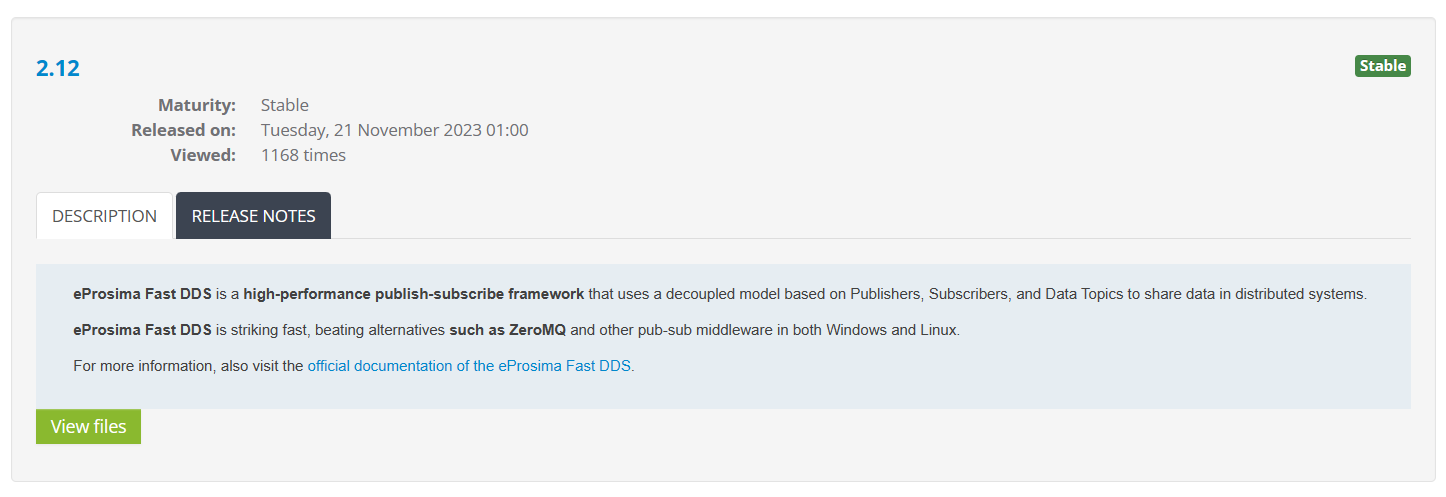 2.12
Stable
Maturity: Stable
Released on: Tuesday, 21 November 2023 01:00
Viewed: 1168 times
DESCRIPTION
RELEASE NOTES
eProsima Fast DDS is a high-performance publish-subscribe framework that uses a decoupled model based on Publishers, Subscribers, and Data Topics to share data in distributed systems.
eProsima Fast DDS is striking fast, beating alternatives such as ZeroMQ and other pub-sub middleware in both Windows and Linux.
For more information, also visit the official documentation of the eProsima Fast DDS.
View files